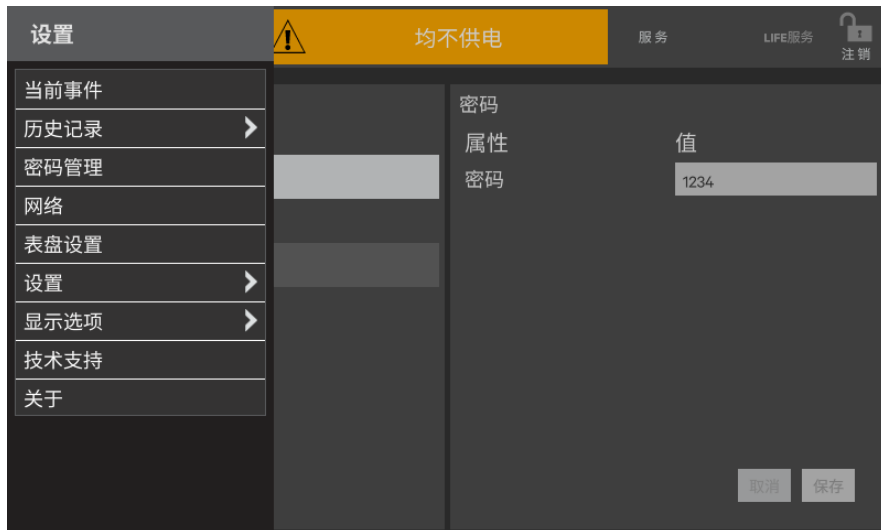 设置
均不供电
服务
LIFE服务
注销
当前事件
历史记录
密码管理
网络
表盘设置
设置
显示选项
技术支持
关于
密码
属性 值
密码 1234
取消 保存